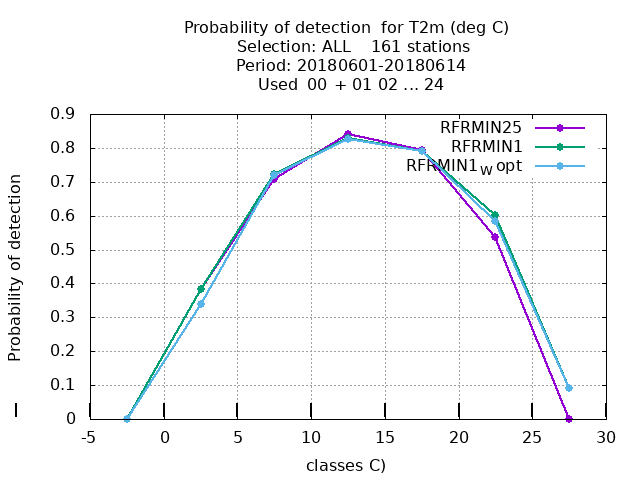 Probability of detection  for T2m (deg C)
Selection: ALL    161 stations
Period: 20180601-20180614
Used  00  + 01 02 ... 24
0.9
0.8
0.7
0.6
0.5
0.4
0.3
0.2
0.1
0
Probability of detection
RFRMIN25
RFRMIN1
RFRMIN1W opt
-5 0 5 10 15 20 25 30
classes C)